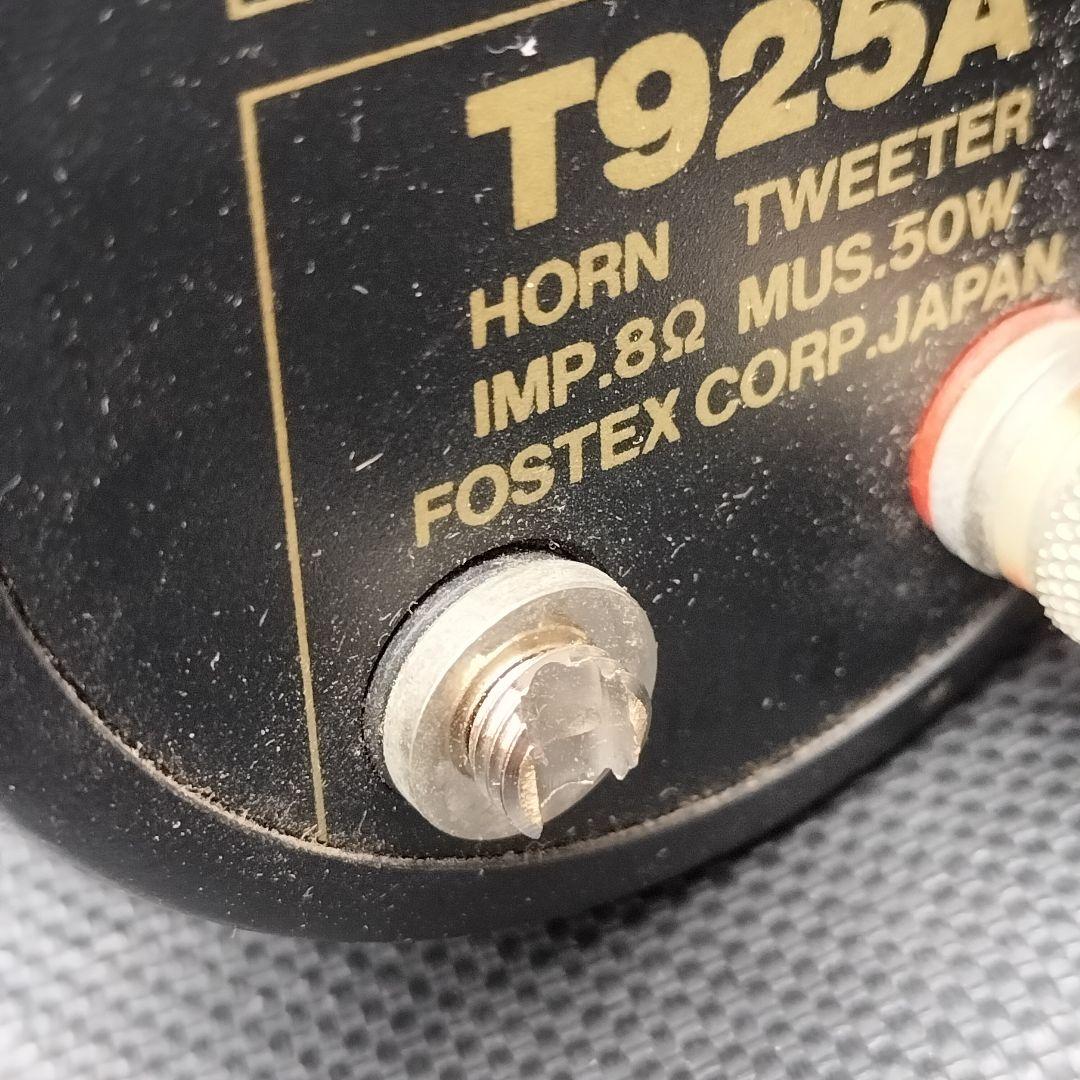 T925A
HORN TWEETER
IMP.8Ω MUS.50W
FOSTEX CORP.JAPAN